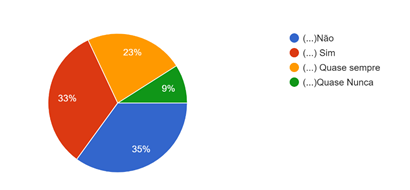 (...)Não
(...) Sim
(...) Quase sempre
(...)Quase Nunca
23%
9%
33%
35%